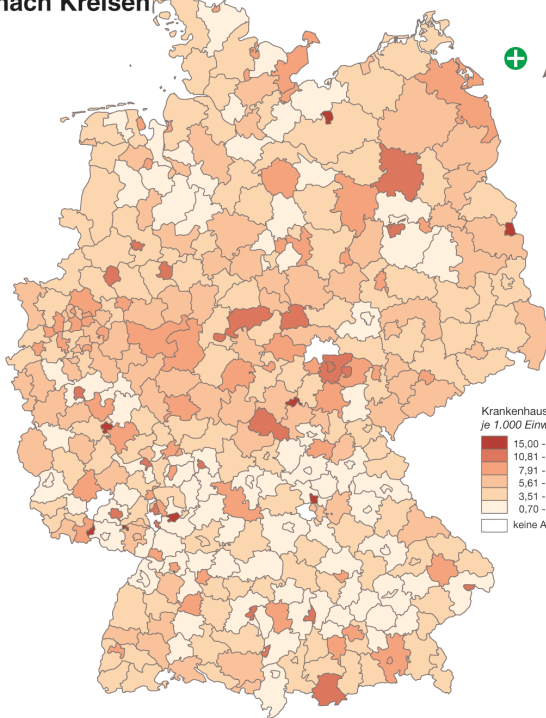 nach Kreisen
Krankenhaus
je 1.000 Einw
15,00 -
10,81 -
7,91 -
5,61 -
3,51 -
0,70 -
keine A